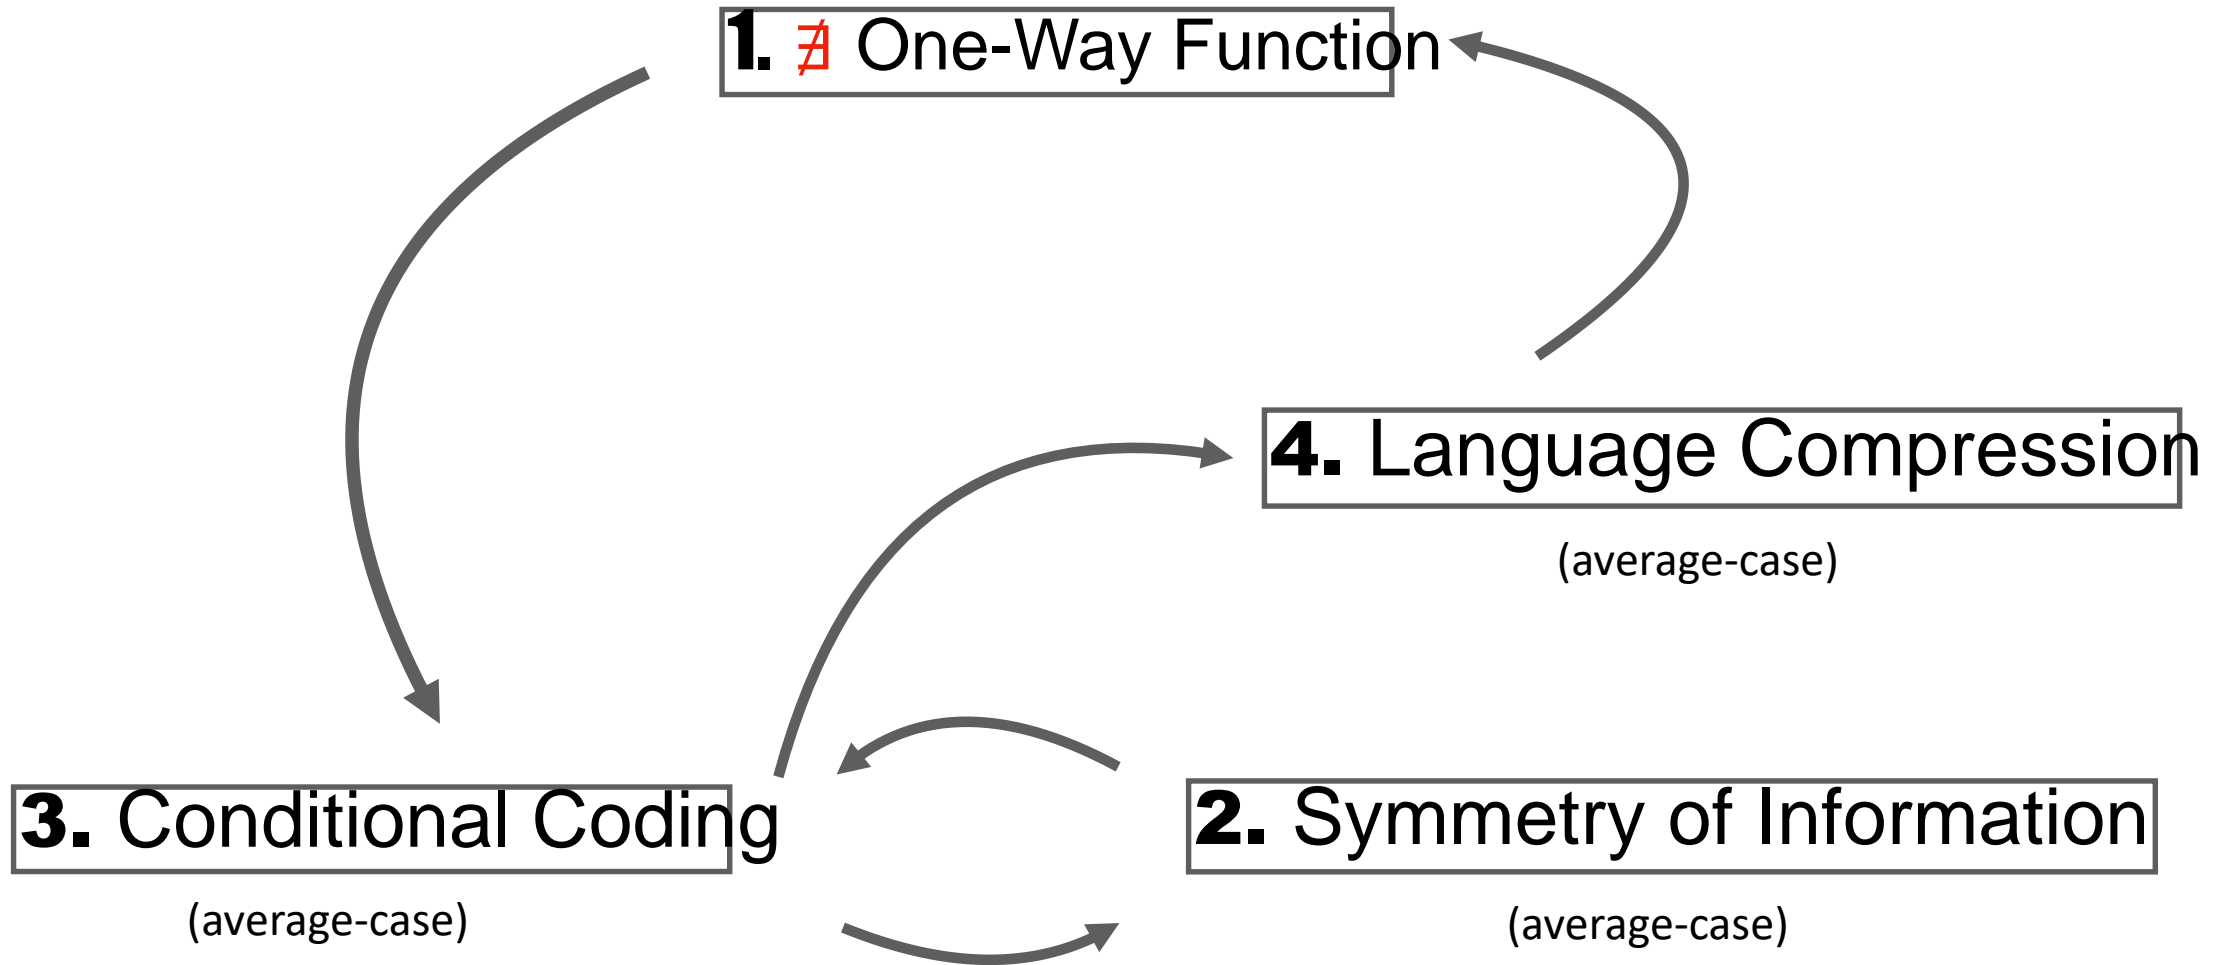 1. ∄ One-Way Function
4. Language Compression
(average-case)
3. Conditional Coding
(average-case)
2. Symmetry of Information
(average-case)